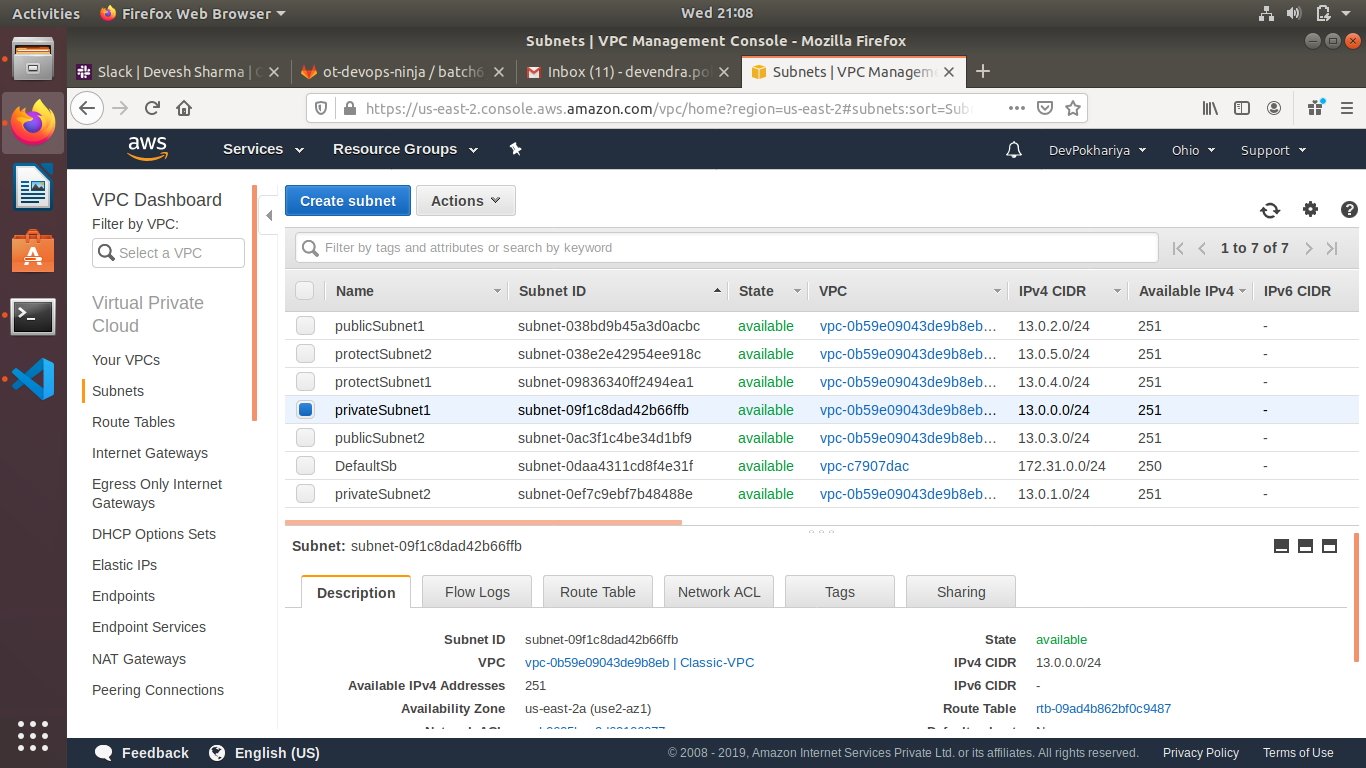 Activities Firefox Web Browser Wed 21:08
Subnets | VPC Management Console - Mozilla Firefox
Slack | Devesh Sharma | ot-devops-ninja / batch6 Inbox (11) - devendra.po Subnets | VPC Managem
https://us-east-2.console.aws.amazon.com/vpc/home?region=us-east-2#subnets:sort=Sub
aws Services Resource Groups DevPokhariya Ohio Support
VPC Dashboard
Filter by VPC:
Select a VPC
Virtual Private
Cloud
Your VPCs
Subnets
Route Tables
Internet Gateways
Egress Only Internet
Gateways
DHCP Options Sets
Elastic IPs
Endpoints
Endpoint Services
NAT Gateways
Peering Connections
Create subnet Actions
Filter by tags and attributes or search by keyword 1 to 7 of 7
Name Subnet ID State VPC IPv4 CIDR Available IPv4 IPv6 CIDR
publicSubnet1 subnet-038bd9b45a3d0acbc available vpc-0b59e09043de9b8eb… 13.0.2.0/24 251 -
protectSubnet2 subnet-038e2e42954ee918c available vpc-0b59e09043de9b8eb… 13.0.5.0/24 251 -
protectSubnet1 subnet-09836340ff2494ea1 available vpc-0b59e09043de9b8eb… 13.0.4.0/24 251 -
privateSubnet1 subnet-09f1c8dad42b66ffb available vpc-0b59e09043de9b8eb… 13.0.0.0/24 251 -
publicSubnet2 subnet-0ac3f1c4be34d1bf9 available vpc-0b59e09043de9b8eb… 13.0.3.0/24 251 -
DefaultSb subnet-0daa4311cd8f4e31f available vpc-c7907dac 172.31.0.0/24 250 -
privateSubnet2 subnet-0ef7c9ebf7b48488e available vpc-0b59e09043de9b8eb… 13.0.1.0/24 251 -
Subnet: subnet-09f1c8dad42b66ffb
Description Flow Logs Route Table Network ACL Tags Sharing
Subnet ID subnet-09f1c8dad42b66ffb State available
VPC vpc-0b59e09043de9b8eb | Classic-VPC IPv4 CIDR 13.0.0.0/24
Available IPv4 Addresses 251 IPv6 CIDR -
Availability Zone us-east-2a (use2-az1) Route Table rtb-09ad4b862bf0c9487
Feedback English (US) © 2008 - 2019, Amazon Internet Services Private Ltd. or its affiliates. All rights reserved. Privacy Policy Terms of Use